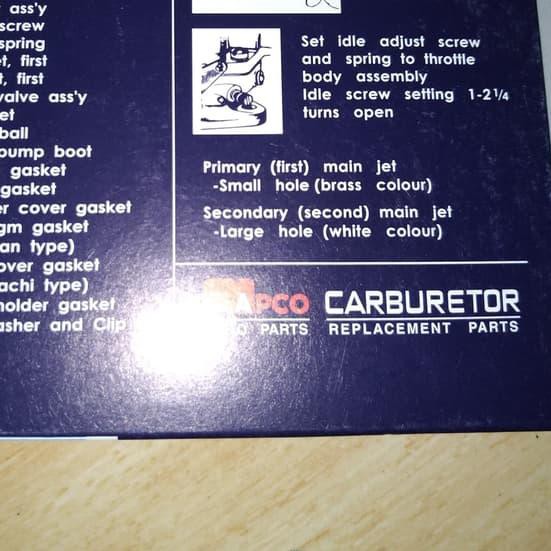 ass'y
screw
spring
t, first
t, first
valve ass'y
et
ball
pump boot
gasket
gasket
er cover gasket
gm gasket
an type)
over gasket
achi type)
holder gasket
asher and Clip
Set idle adjust screw
and spring to throttle
body assembly
Idle screw setting 1-2¼
turns open
Primary (first) main jet
-Small hole (brass colour)
Secondary (second) main jet
-Large hole (white colour)
APCO CARBURETOR
O PARTS REPLACEMENT PARTS